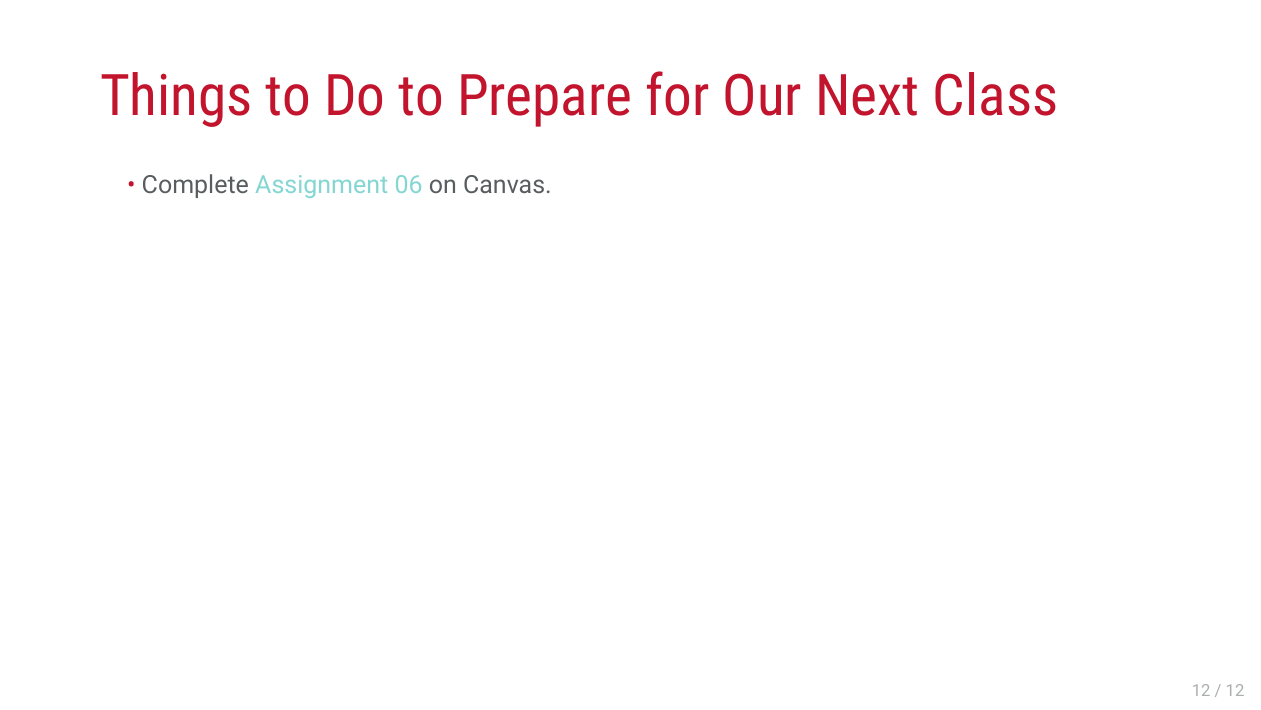 Things to Do to Prepare for Our Next Class
• Complete Assignment 06 on Canvas.
12 / 12